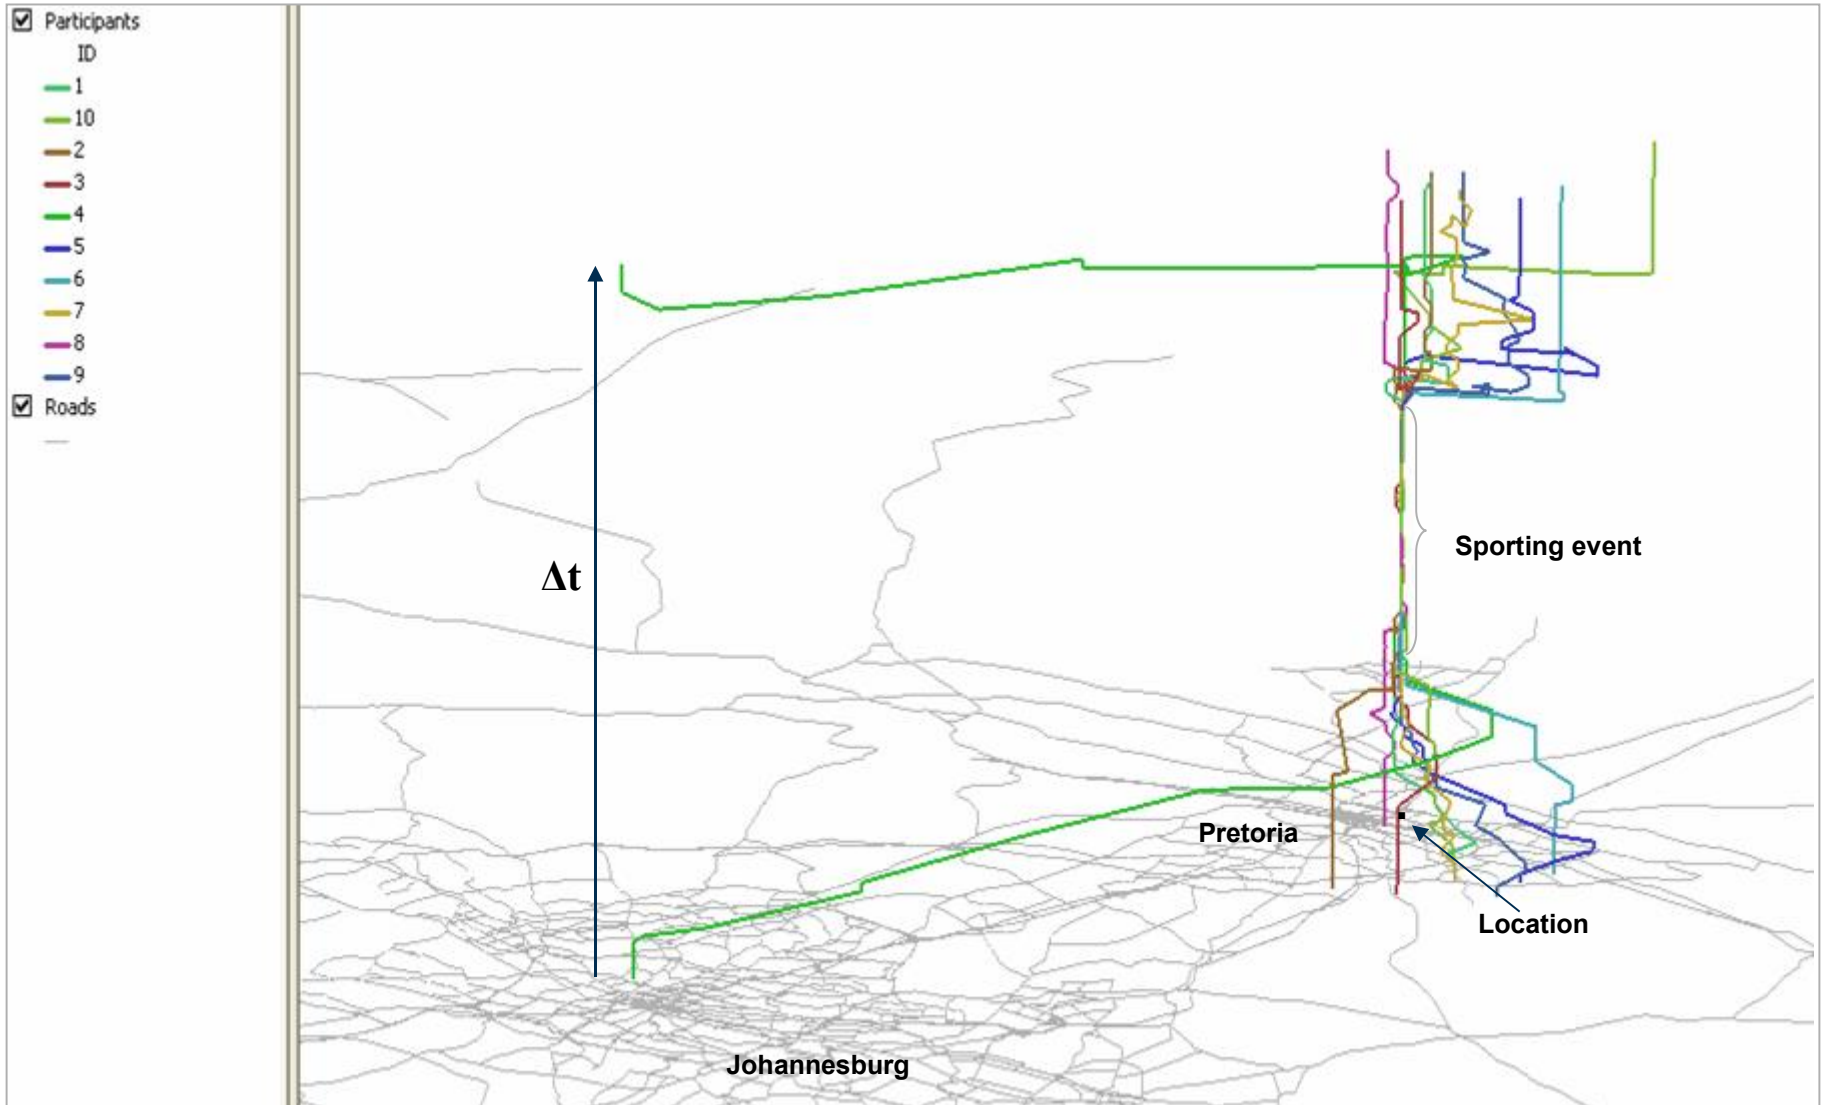 Participants
ID
1
10
2
3
4
5
6
7
8
9
Roads
Δt
Sporting event
Pretoria
Location
Johannesburg